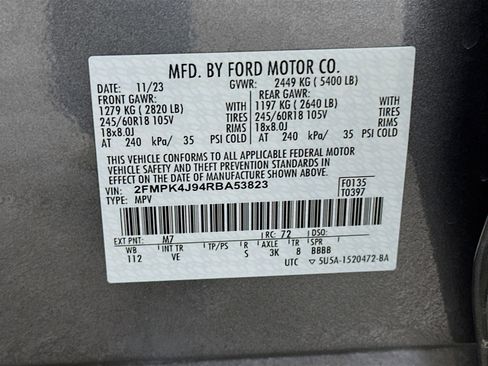 MFD. BY FORD MOTOR CO.
DATE: 11/23 GVWR: 2449 KG ( 5400 LB)
FRONT GAWR: REAR GAWR:
1279 KG ( 2820 LB) 1197 KG ( 2640 LB)
245/60R18 105V TIRES 245/60R18 105V TIRES
18x8.0J RIMS 18x8.0J RIMS
AT 240 kPa/ 35 PSI COLD AT 240 kPa/ 35 PSI COLD
THIS VEHICLE CONFORMS TO ALL APPLICABLE FEDERAL MOTOR
VEHICLE SAFETY AND THEFT PREVENTION STANDARDS IN
EFFECT ON THE DATE OF MANUFACTURE SHOWN ABOVE.
VIN: 2FMPK4J94RBA53823 F0135
TYPE: MPV T0397
EXT PNT: M7 RC: 72 DSO:
WB INT TR TP/PS R AXLE TR SPR
112 VE S 3K 8 BBBB
UTC ▽ 5U5A-1520472-BA